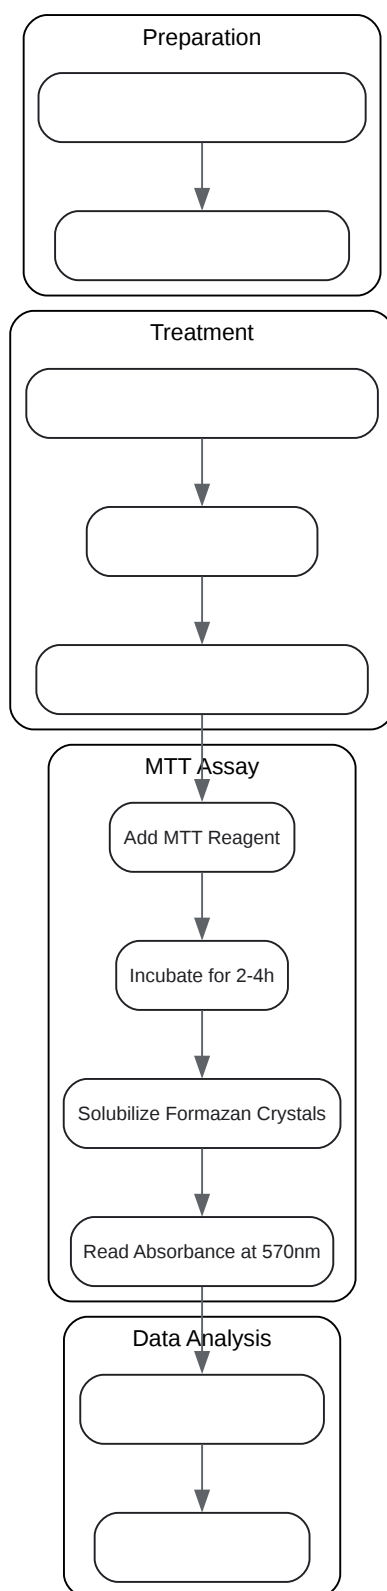 Preparation
Treatment
MTT Assay
Add MTT Reagent
Incubate for 2-4h
Solubilize Formazan Crystals
Read Absorbance at 570nm
Data Analysis